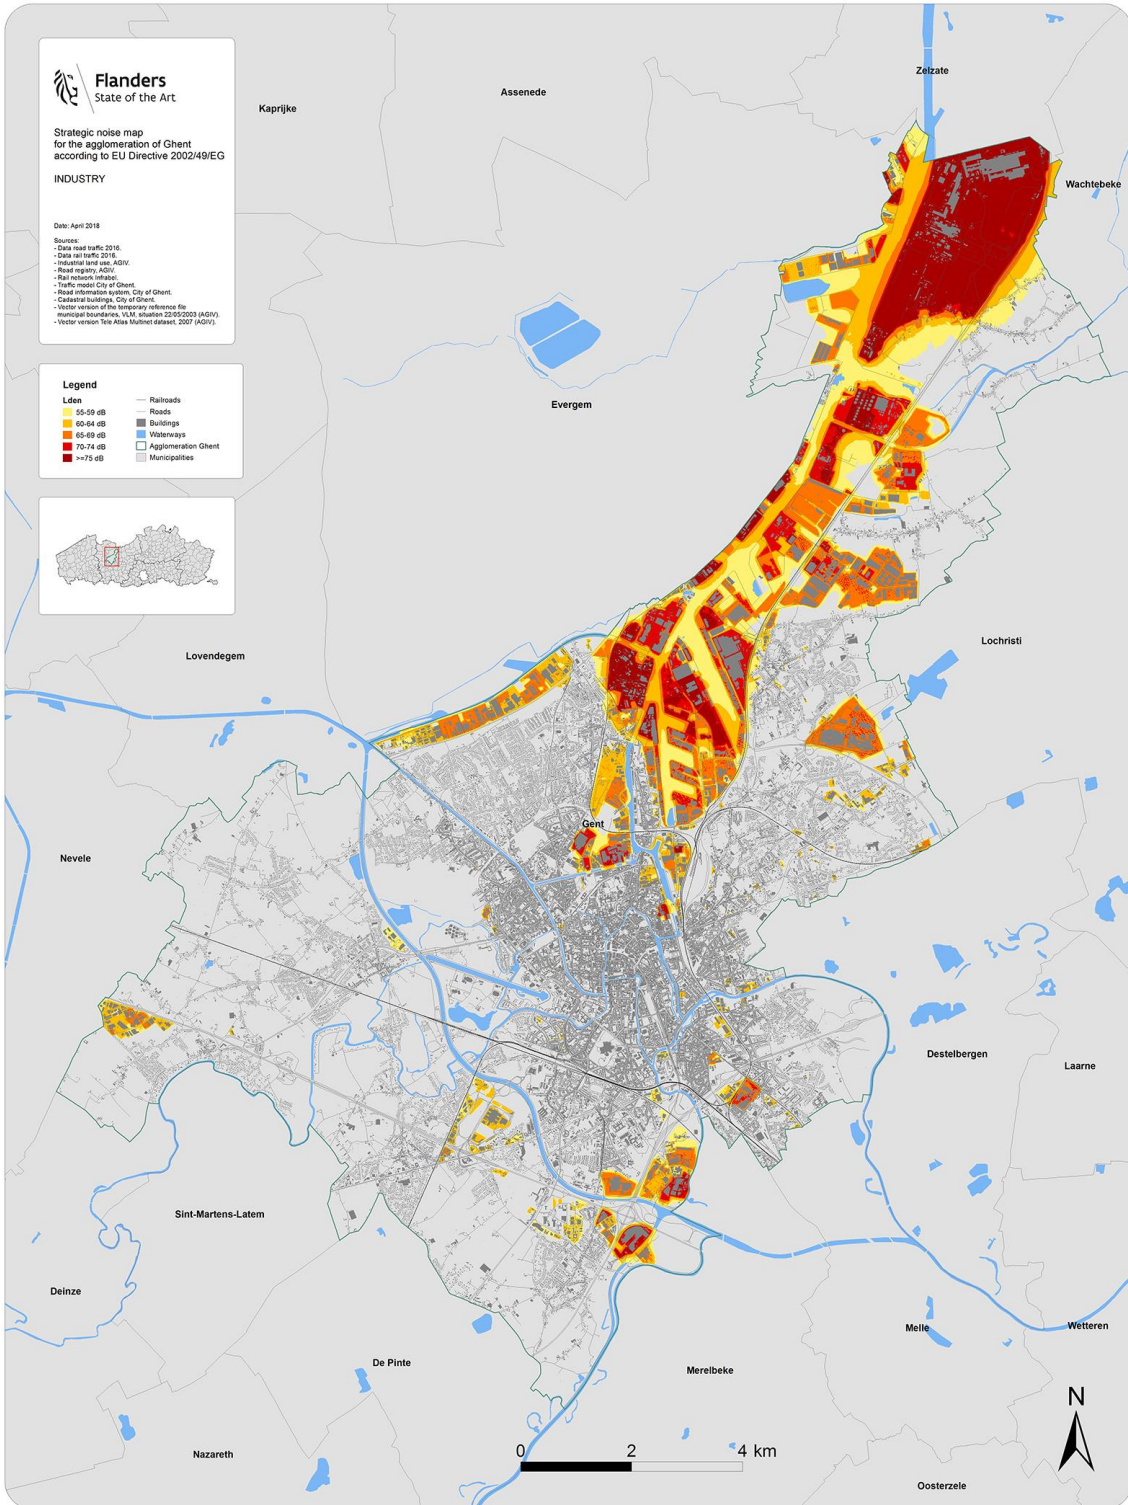 Flanders
State of the Art
Strategic noise map
for the agglomeration of Ghent
according to EU Directive 2002/49/EG
INDUSTRY
Date: April 2018
Sources:
- Data road traffic 2016.
- Data rail traffic 2016.
- Industrial land use, AGIV.
- Road registry, AGIV.
- Rail network Infrabel.
- Traffic model City of Ghent.
- Road information system, City of Ghent.
- Cadastral buildings, City of Ghent.
- Vector version of the temporary reference file
municipal boundaries, VLM, situation 22/05/2003 (AGIV).
- Vector version Tele Atlas Multinet dataset, 2007 (AGIV).
Legend
Lden
55-59 dB
60-64 dB
65-69 dB
70-74 dB
>=75 dB
Railroads
Roads
Buildings
Waterways
Agglomeration Ghent
Municipalities
Zelzate
Assenede
Kaprijke
Wachtebeke
Evergem
Lochristi
Lovendegem
Gent
Nevele
Destelbergen
Laarne
Sint-Martens-Latem
Deinze
Melle
Wetteren
De Pinte
Merelbeke
Nazareth
Oosterzele
0 2 4 km
N